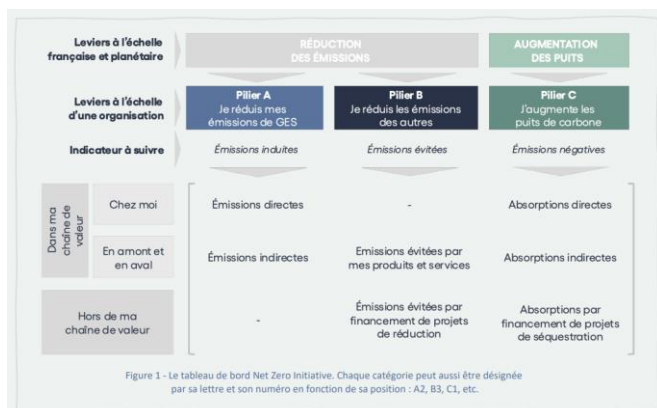 Leviers à l'échelle
française et planétaire
RÉDUCTION
DES ÉMISSIONS
AUGMENTATION
DES PUITS
Leviers à l'échelle
d'une organisation
Pilier A
Je réduis mes
émissions de GES
Pilier B
Je réduis les émissions
des autres
Pilier C
J'augmente les
puits de carbone
Indicateur à suivre
Émissions induites
Émissions évitées
Émissions négatives
Dans ma
chaîne de
valeur
Chez moi
Émissions directes
-
Absorptions directes
En amont et
en aval
Émissions indirectes
Emissions évitées par
mes produits et services
Absorptions indirectes
Hors de ma
chaîne de valeur
-
Émissions évitées par
financement de projets
de réduction
Absorptions par
financement de projets
de séquestration
Figure 1 - Le tableau de bord Net Zero Initiative. Chaque catégorie peut aussi être désignée
par sa lettre et son numéro en fonction de sa position : A2, B3, C1, etc.